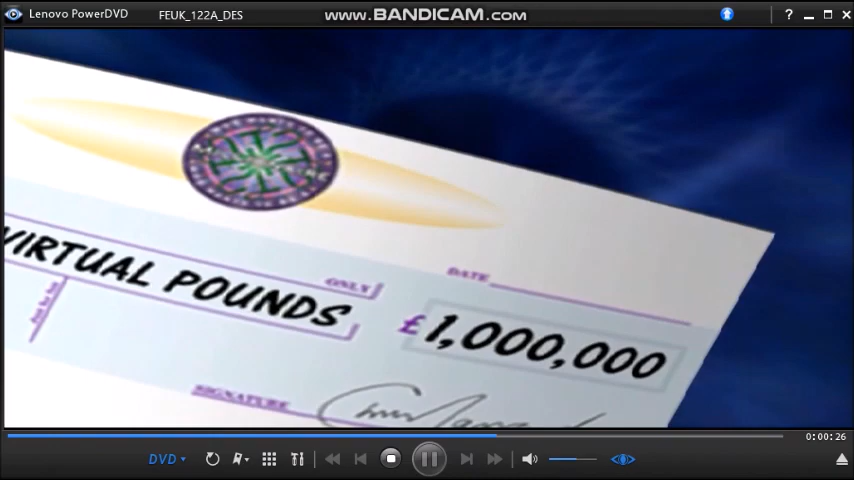 Lenovo PowerDVD
FEUK_122A_DES
www.BANDICAM.com
?
VIRTUAL POUNDS
ONLY
DATE
£1,000,000
SIGNATURE
0:00:26
DVD